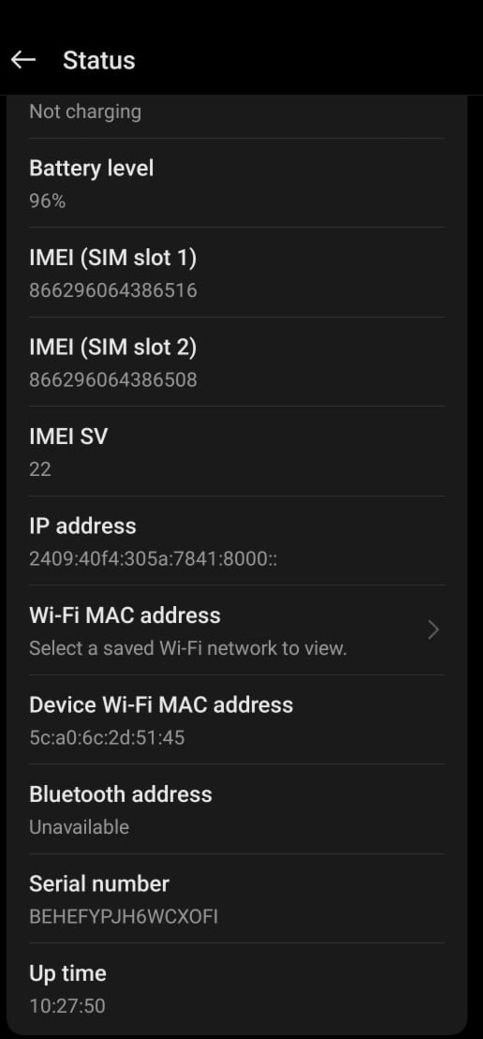 Status
Not charging
Battery level
96%
IMEI (SIM slot 1)
866296064386516
IMEI (SIM slot 2)
866296064386508
IMEI SV
22
IP address
2409:40f4:305a:7841:8000::
Wi-Fi MAC address
Select a saved Wi-Fi network to view.
Device Wi-Fi MAC address
5c:a0:6c:2d:51:45
Bluetooth address
Unavailable
Serial number
BEHEFYPJH6WCXOFI
Up time
10:27:50